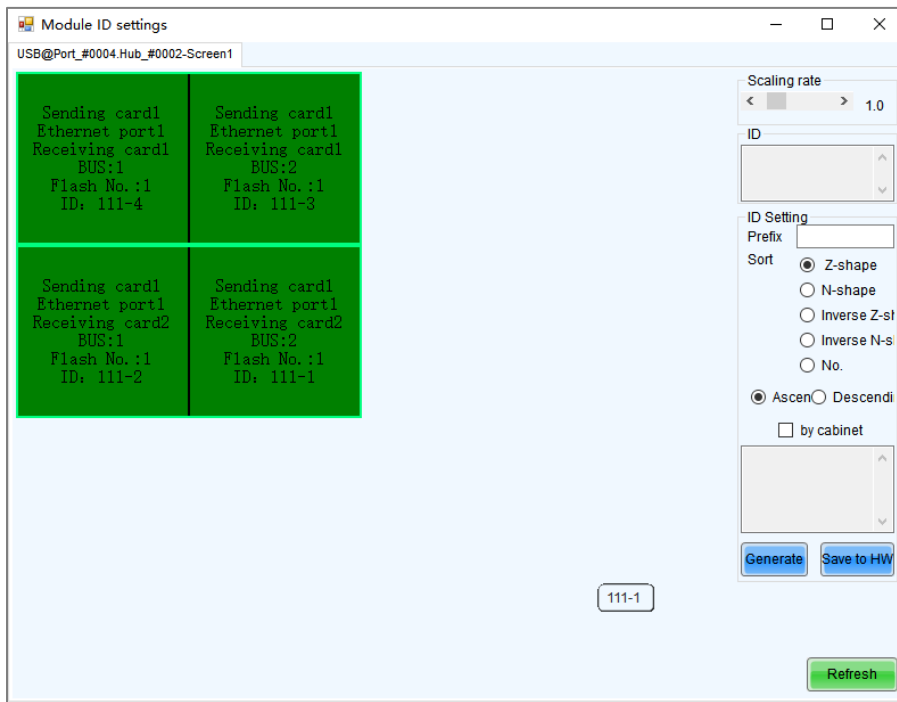 Module ID settings
USB@Port_#0004.Hub_#0002-Screen1
Sending card1
Ethernet port1
Receiving card1
BUS:1
Flash No.:1
ID: 111-4
Sending card1
Ethernet port1
Receiving card1
BUS:2
Flash No.:1
ID: 111-3
Sending card1
Ethernet port1
Receiving card2
BUS:1
Flash No.:1
ID: 111-2
Sending card1
Ethernet port1
Receiving card2
BUS:2
Flash No.:1
ID: 111-1
Scaling rate
1.0
ID
ID Setting
Prefix
Sort
Z-shape
N-shape
Inverse Z-sh
Inverse N-s
No.
Ascen
Descendi
by cabinet
Generate
Save to HW
111-1
Refresh